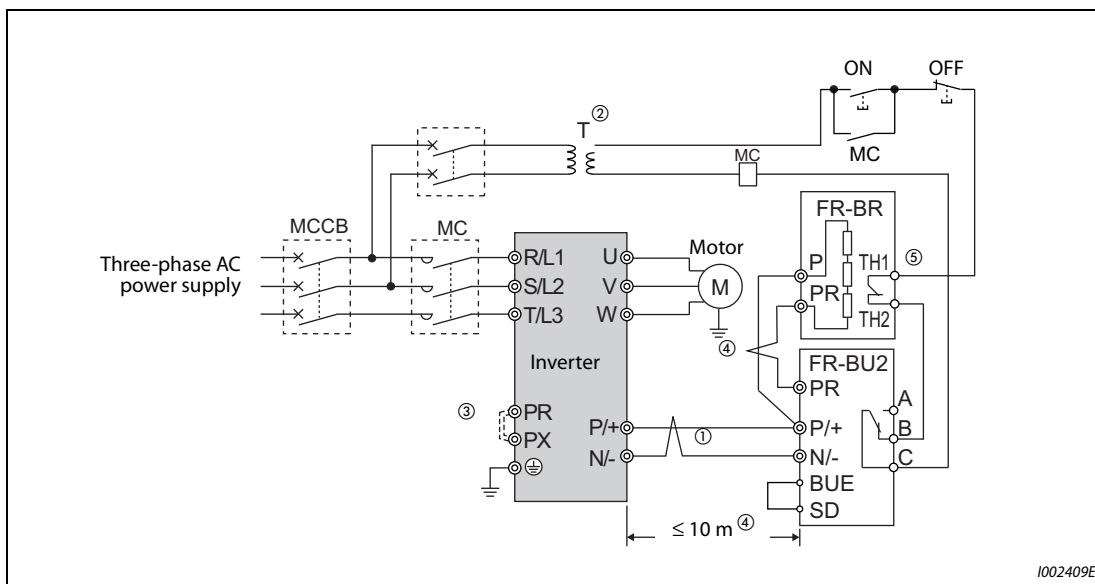 ON
OFF
T ②
MC
MC
MCCB
MC
FR-BR
Three-phase AC
power supply
R/L1
S/L2
T/L3
U
V
W
Motor
M
P
PR
TH1
TH2
⑤
④
Inverter
FR-BU2
PR
③
PR
PX
P/+
N/-
①
P/+
N/-
BUE
SD
A
B
C
≤ 10 m ④
I002409E